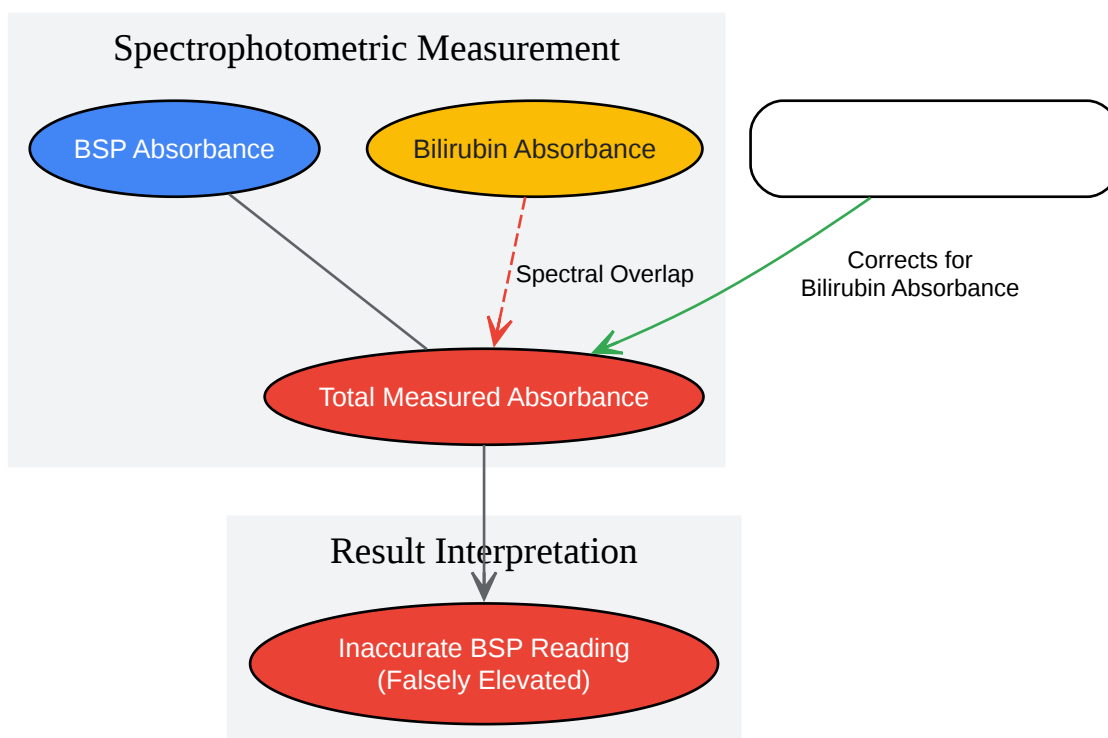 Spectrophotometric Measurement
BSP Absorbance
Bilirubin Absorbance
Spectral Overlap
Corrects for
Bilirubin Absorbance
Total Measured Absorbance
Result Interpretation
Inaccurate BSP Reading
(Falsely Elevated)